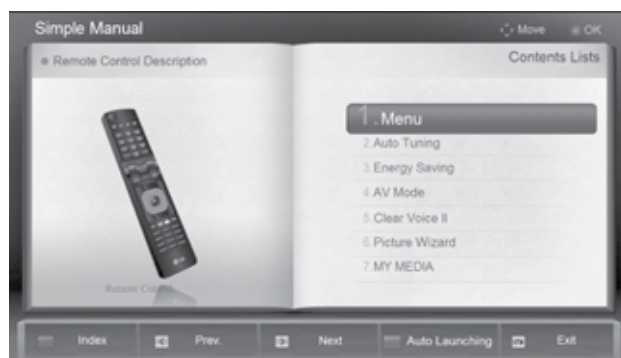 Simple Manual
Move
OK
Remote Control Description
Contents Lists
1. Menu
2.Auto Tuning
3.Energy Saving
4.AV Mode
5.Clear Voice II
6.Picture Wizard
7.MY MEDIA
Remote Control
Index
Prev.
Next
Auto Launching
Exit